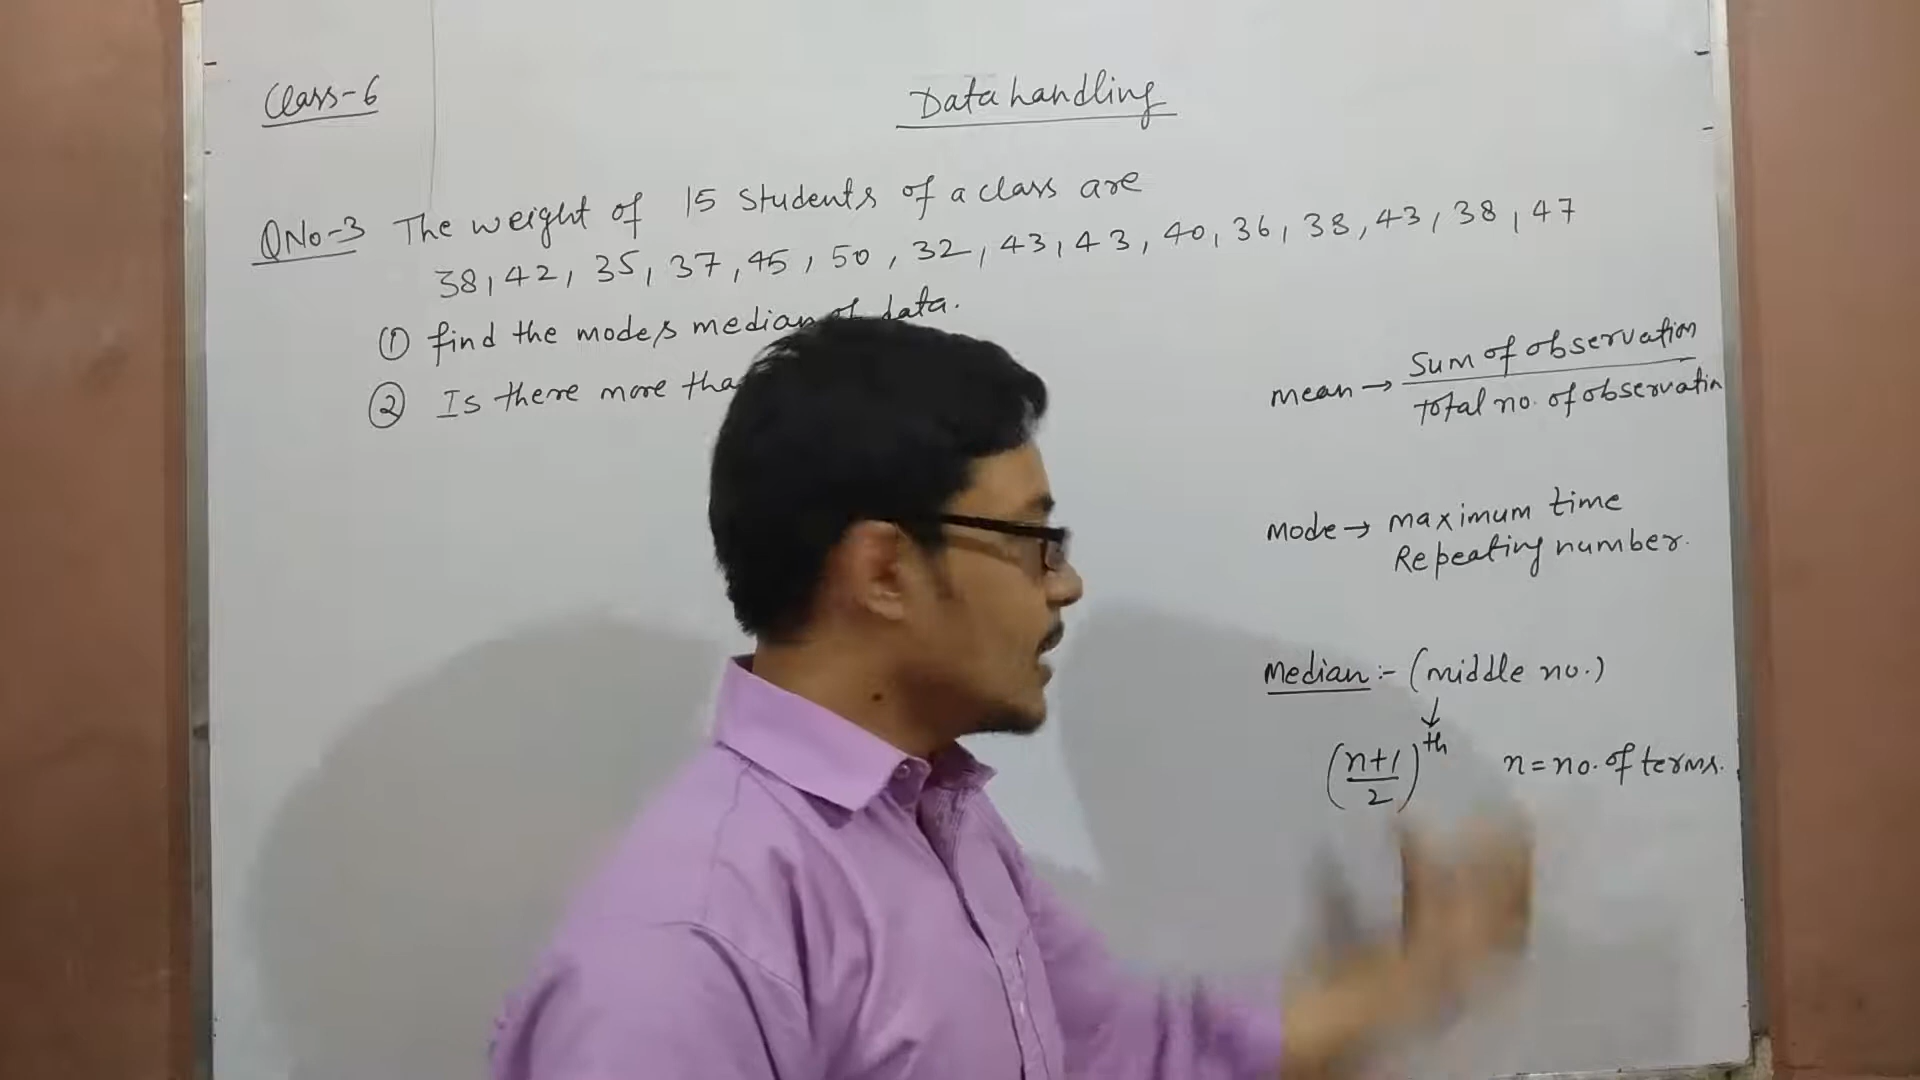 Class-6
Data handling
QNo-3 The weight of 15 students of a class are
38, 42, 35, 37, 45, 50, 32, 43, 43, 40, 36, 38, 43, 38, 47
① find the mode & median of data.
② Is there more
mean → Sum of observation
Total no. of observatin
mode → maximum time
Repeating number.
Median :- (middle no.)
↓
(n+1/2)th n = no. of terms.